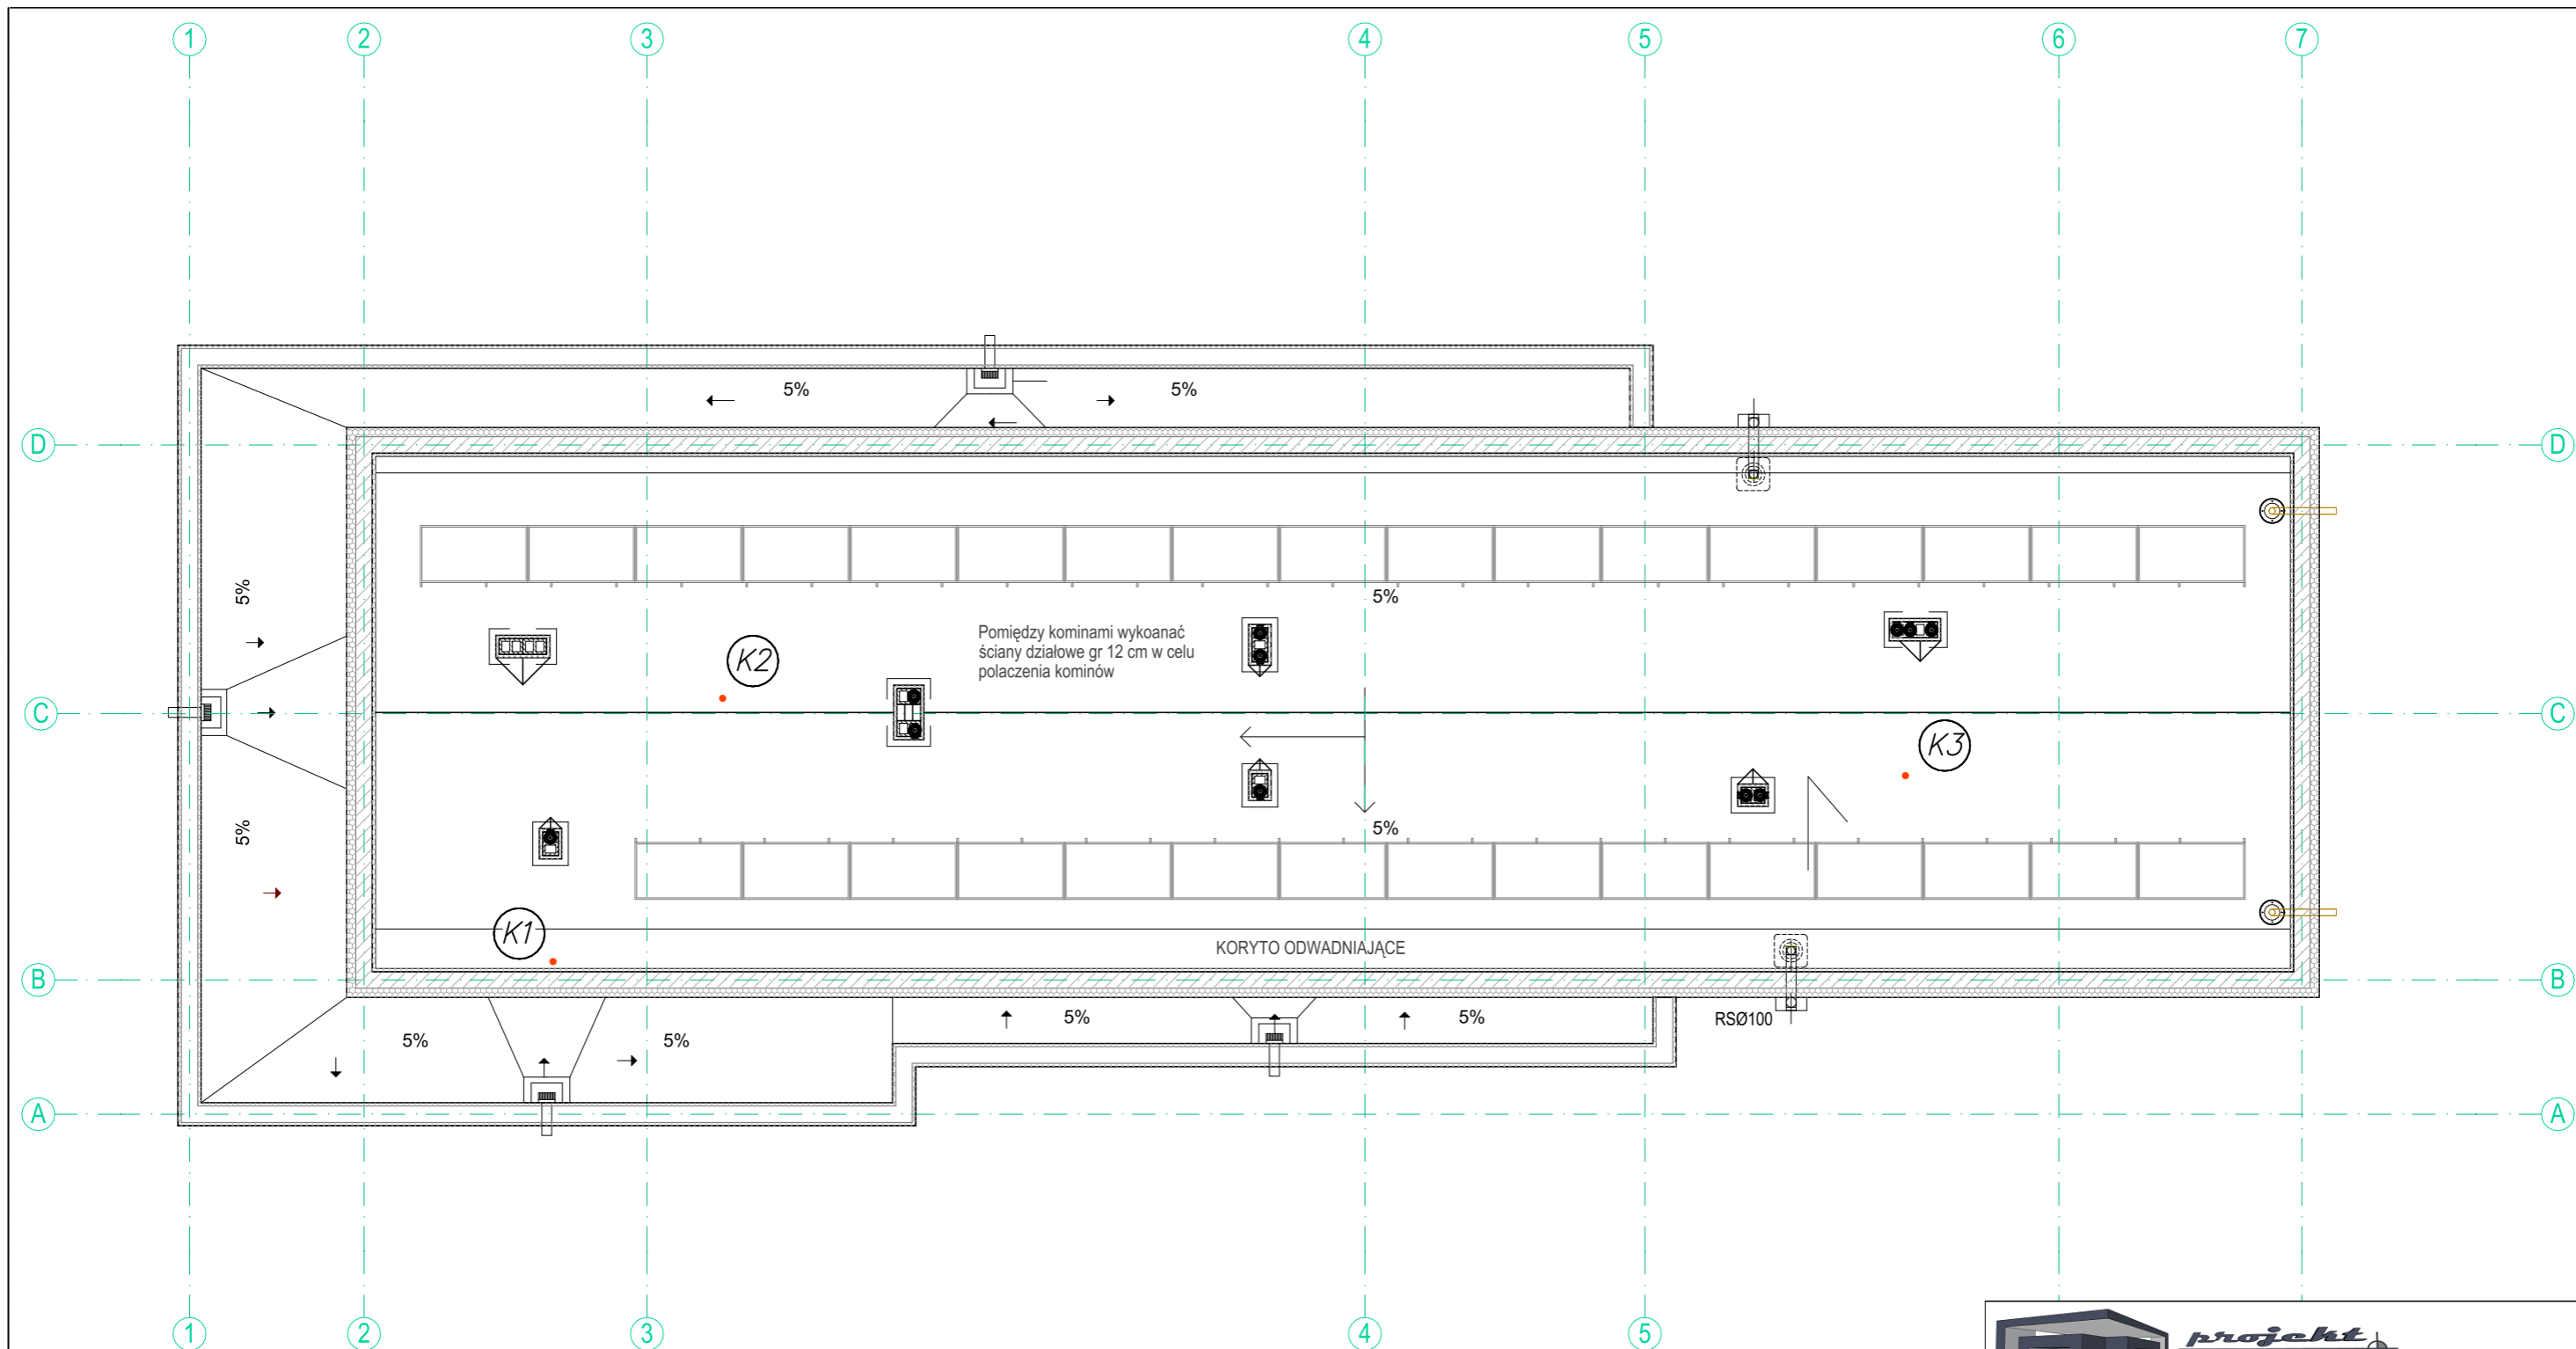 1 2 3 4 5 6 7
5% 5%
D D
5%
5%
Pomiędzy kominami wykoanać
ściany działowe gr 12 cm w celu
polaczenia kominów
K2
C C
K3
5%
5%
K1
KORYTO ODWADNIAJĄCE
B B
5% 5%
RSØ100
5% 5%
A A
1 2 3 4 5
projekt